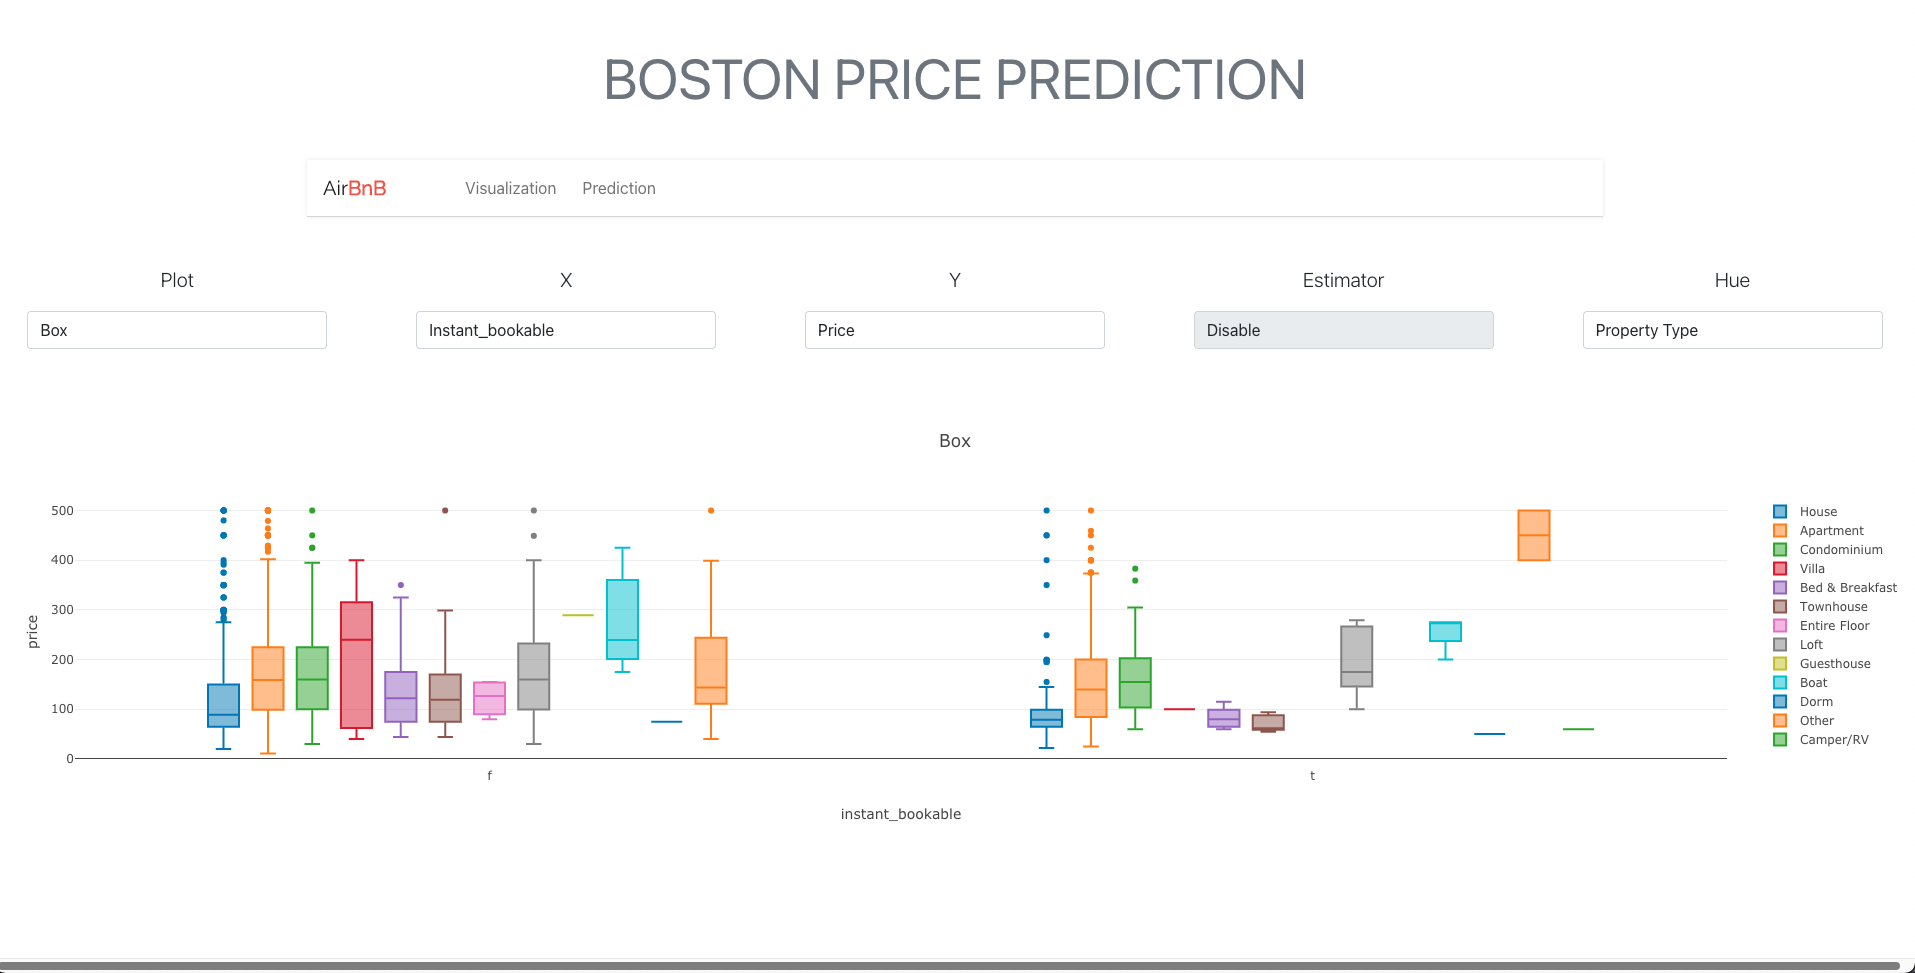 BOSTON PRICE PREDICTION
AirBnB Visualization Prediction
Plot X Y Estimator Hue
Box Instant_bookable Price Disable Property Type
Box
500
400
300
200
100
0
price
f t
instant_bookable
House
Apartment
Condominium
Villa
Bed & Breakfast
Townhouse
Entire Floor
Loft
Guesthouse
Boat
Dorm
Other
Camper/RV